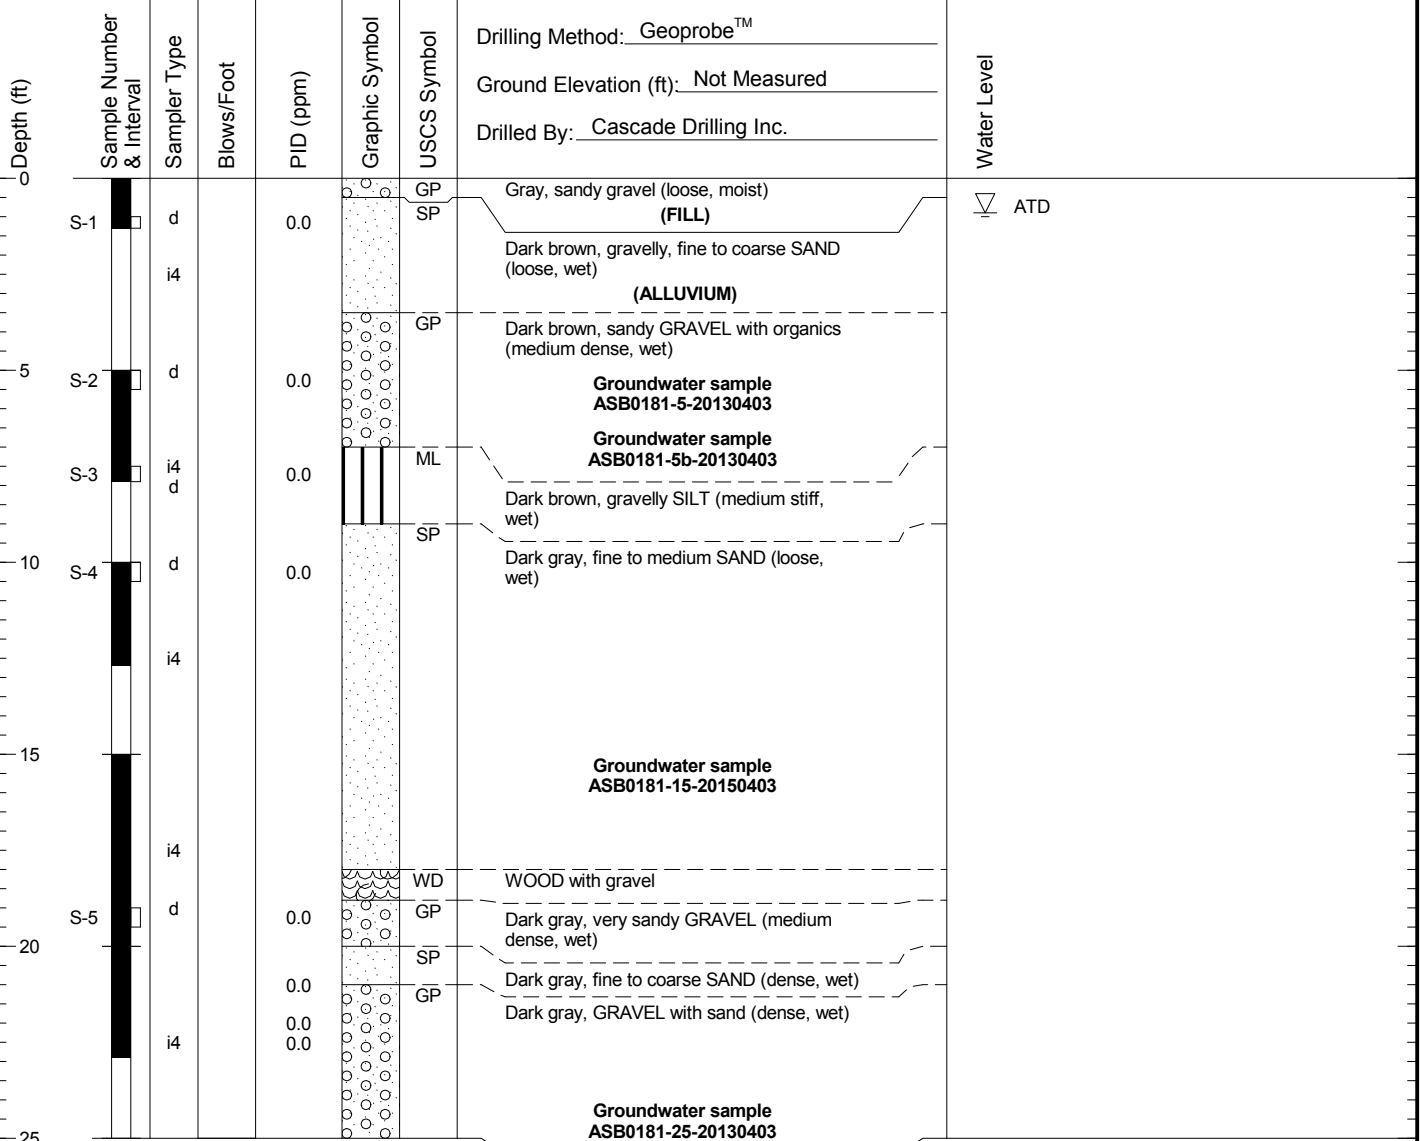 Depth (ft)
Sample Number
& Interval
Sampler Type
Blows/Foot
PID (ppm)
Graphic Symbol
USCS Symbol
Drilling Method: Geoprobe™
Ground Elevation (ft): Not Measured
Drilled By: Cascade Drilling Inc.
Water Level
0
GP
Gray, sandy gravel (loose, moist)
S-1
d
0.0
SP
(FILL)
ATD
Dark brown, gravelly, fine to coarse SAND
(loose, wet)
i4
(ALLUVIUM)
GP
Dark brown, sandy GRAVEL with organics
(medium dense, wet)
5
S-2
d
0.0
Groundwater sample
ASB0181-5-20130403
Groundwater sample
ASB0181-5b-20130403
S-3
i4
d
0.0
ML
Dark brown, gravelly SILT (medium stiff,
wet)
SP
Dark gray, fine to medium SAND (loose,
wet)
10
S-4
d
0.0
i4
15
Groundwater sample
ASB0181-15-20150403
i4
WD
WOOD with gravel
S-5
d
0.0
GP
Dark gray, very sandy GRAVEL (medium
dense, wet)
20
SP
Dark gray, fine to coarse SAND (dense, wet)
0.0
GP
Dark gray, GRAVEL with sand (dense, wet)
0.0
i4
0.0
Groundwater sample
ASB0181-25-20130403
25